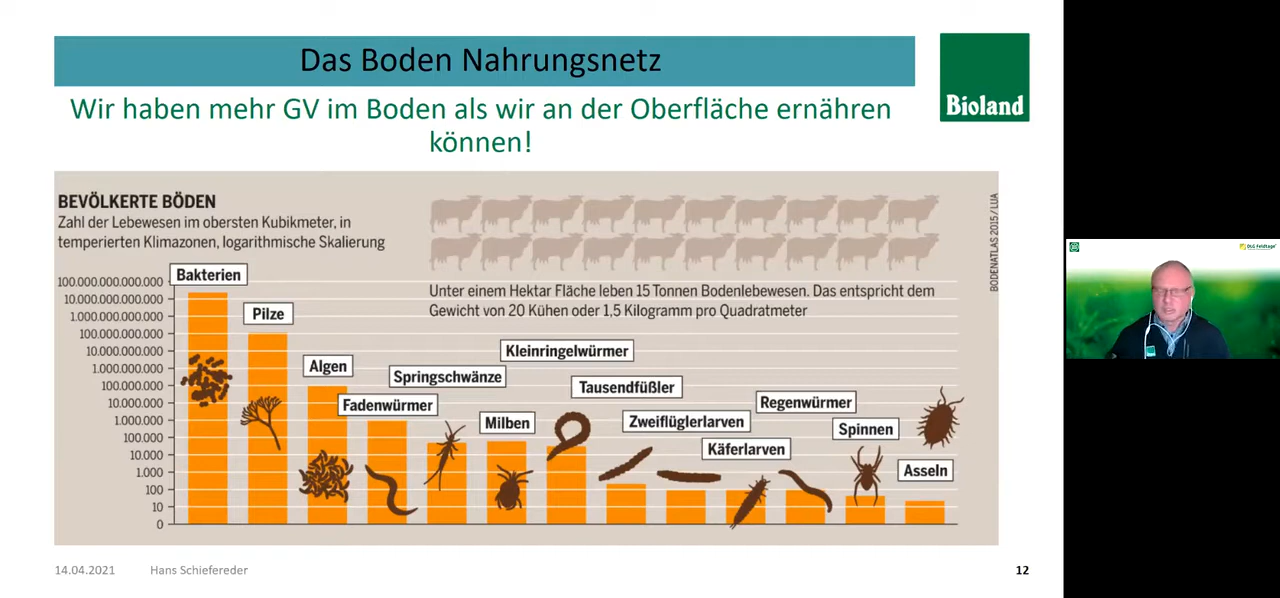 Das Boden Nahrungsnetz
Wir haben mehr GV im Boden als wir an der Oberfläche ernähren
können!
Bioland
BEVÖLKERTE BÖDEN
Zahl der Lebewesen im obersten Kubikmeter, in
temperierten Klimazonen, logarithmische Skalierung
BODENATLAS 2015 / LUA
Unter einem Hektar Fläche leben 15 Tonnen Bodenlebewesen. Das entspricht dem
Gewicht von 20 Kühen oder 1,5 Kilogramm pro Quadratmeter
100.000.000.000.000
10.000.000.000.000
1.000.000.000.000
100.000.000.000
10.000.000.000
1.000.000.000
100.000.000
10.000.000
1.000.000
100.000
10.000
1.000
100
10
0
Bakterien
Pilze
Algen
Fadenwürmer
Springschwänze
Milben
Kleinringelwürmer
Tausendfüßler
Zweiflüglerlarven
Käferlarven
Regenwürmer
Spinnen
Asseln
DLG Feldtage
14.04.2021
Hans Schiefereder
12